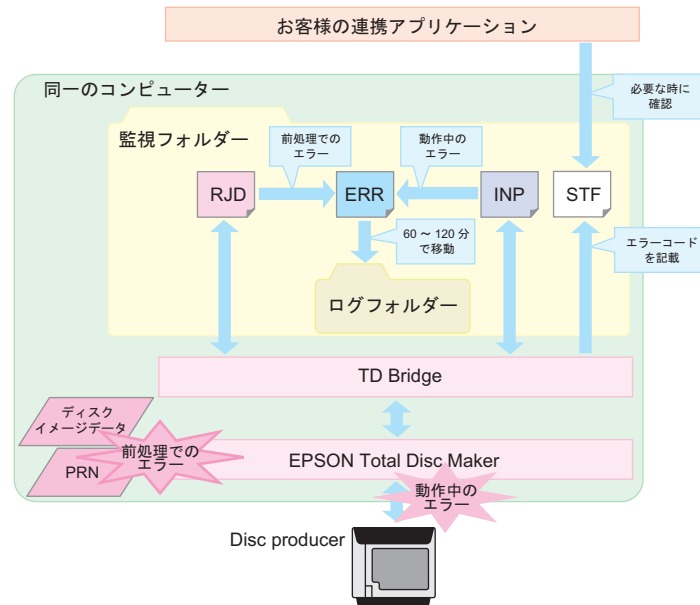 お客様の連携アプリケーション
同一のコンピューター
必要な時に
確認
監視フォルダー
前処理での
エラー
動作中の
エラー
RJD
ERR
INP
STF
60 ～ 120 分
で移動
エラーコード
を記載
ログフォルダー
TD Bridge
ディスク
イメージデータ
前処理での
エラー
PRN
EPSON Total Disc Maker
動作中の
エラー
Disc producer